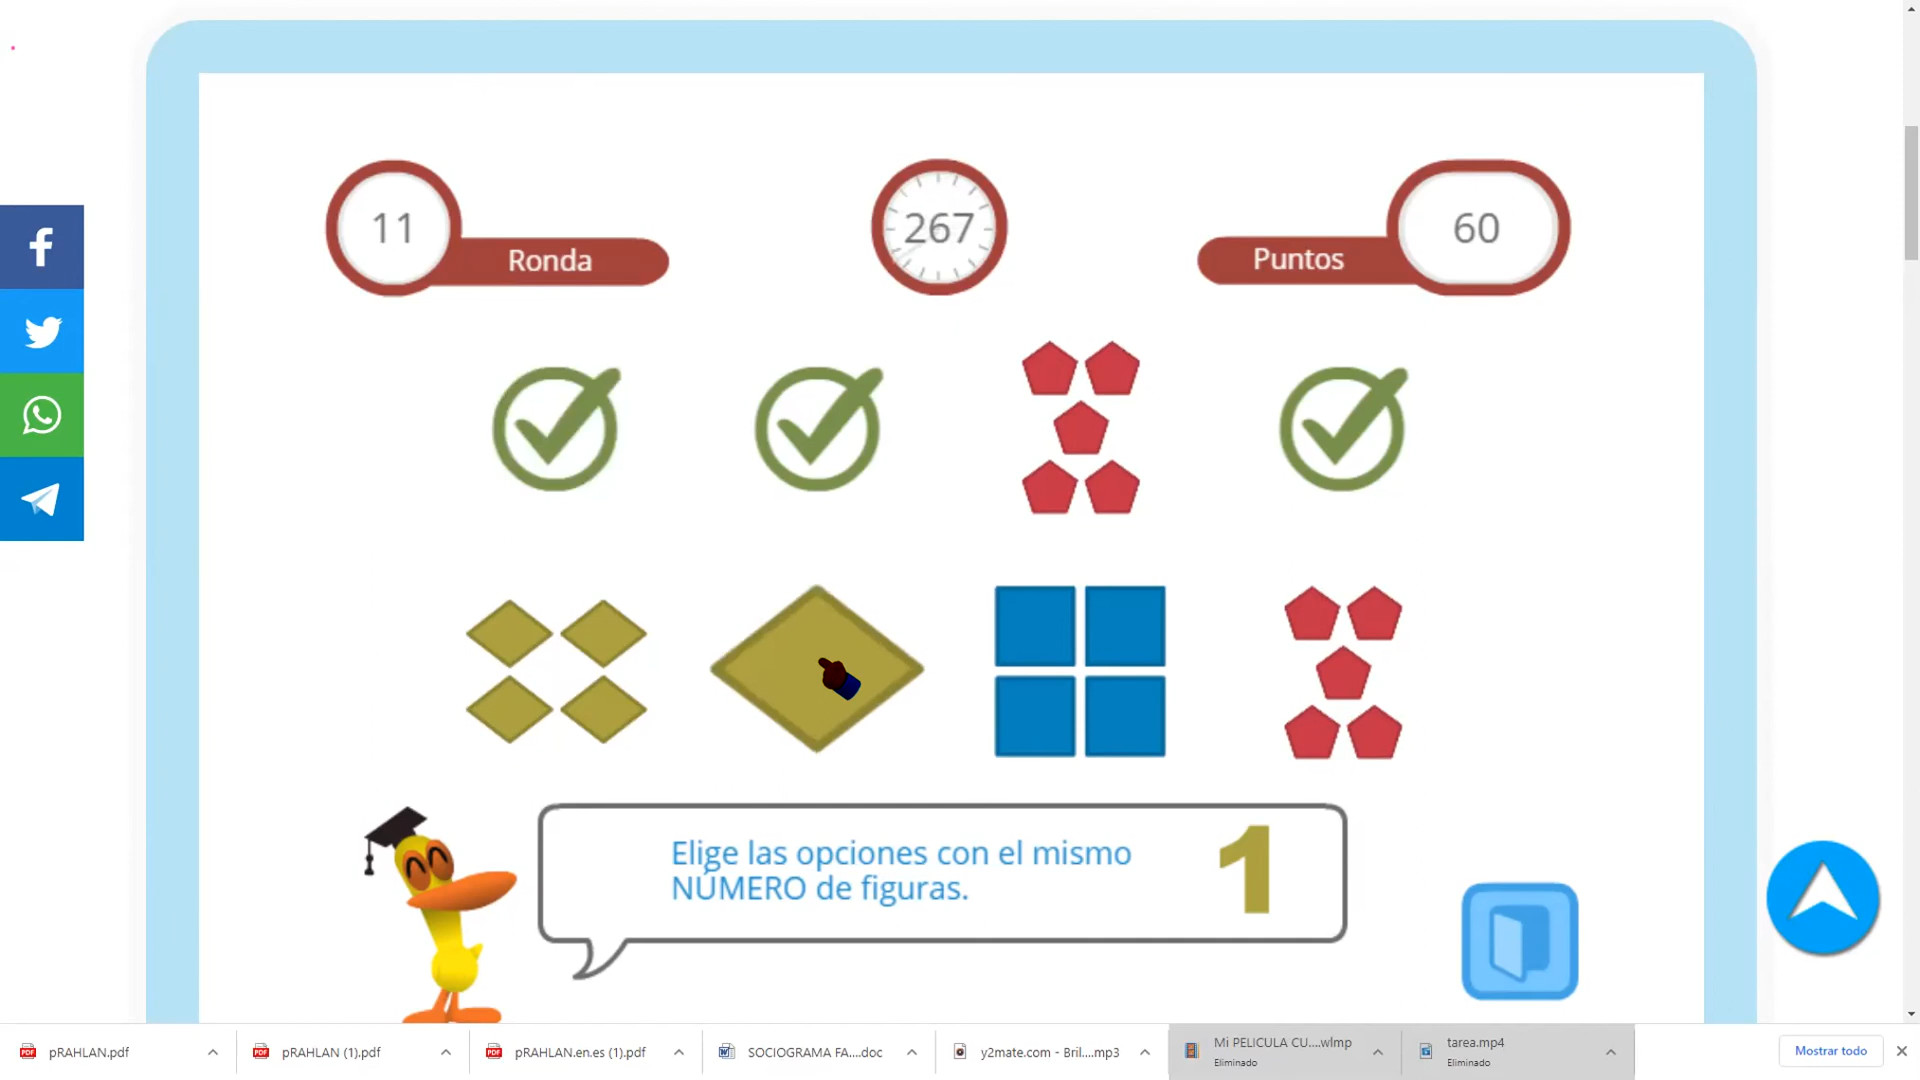 11
Ronda
267
Puntos
60
Elige las opciones con el mismo
NÚMERO de figuras.
1
pRAHLAN.pdf
pRAHLAN (1).pdf
pRAHLAN.en.es (1).pdf
SOCIOGRAMA FA....doc
y2mate.com - Bril....mp3
Mi PELICULA CU....wlmp
Eliminado
tarea.mp4
Eliminado
Mostrar todo